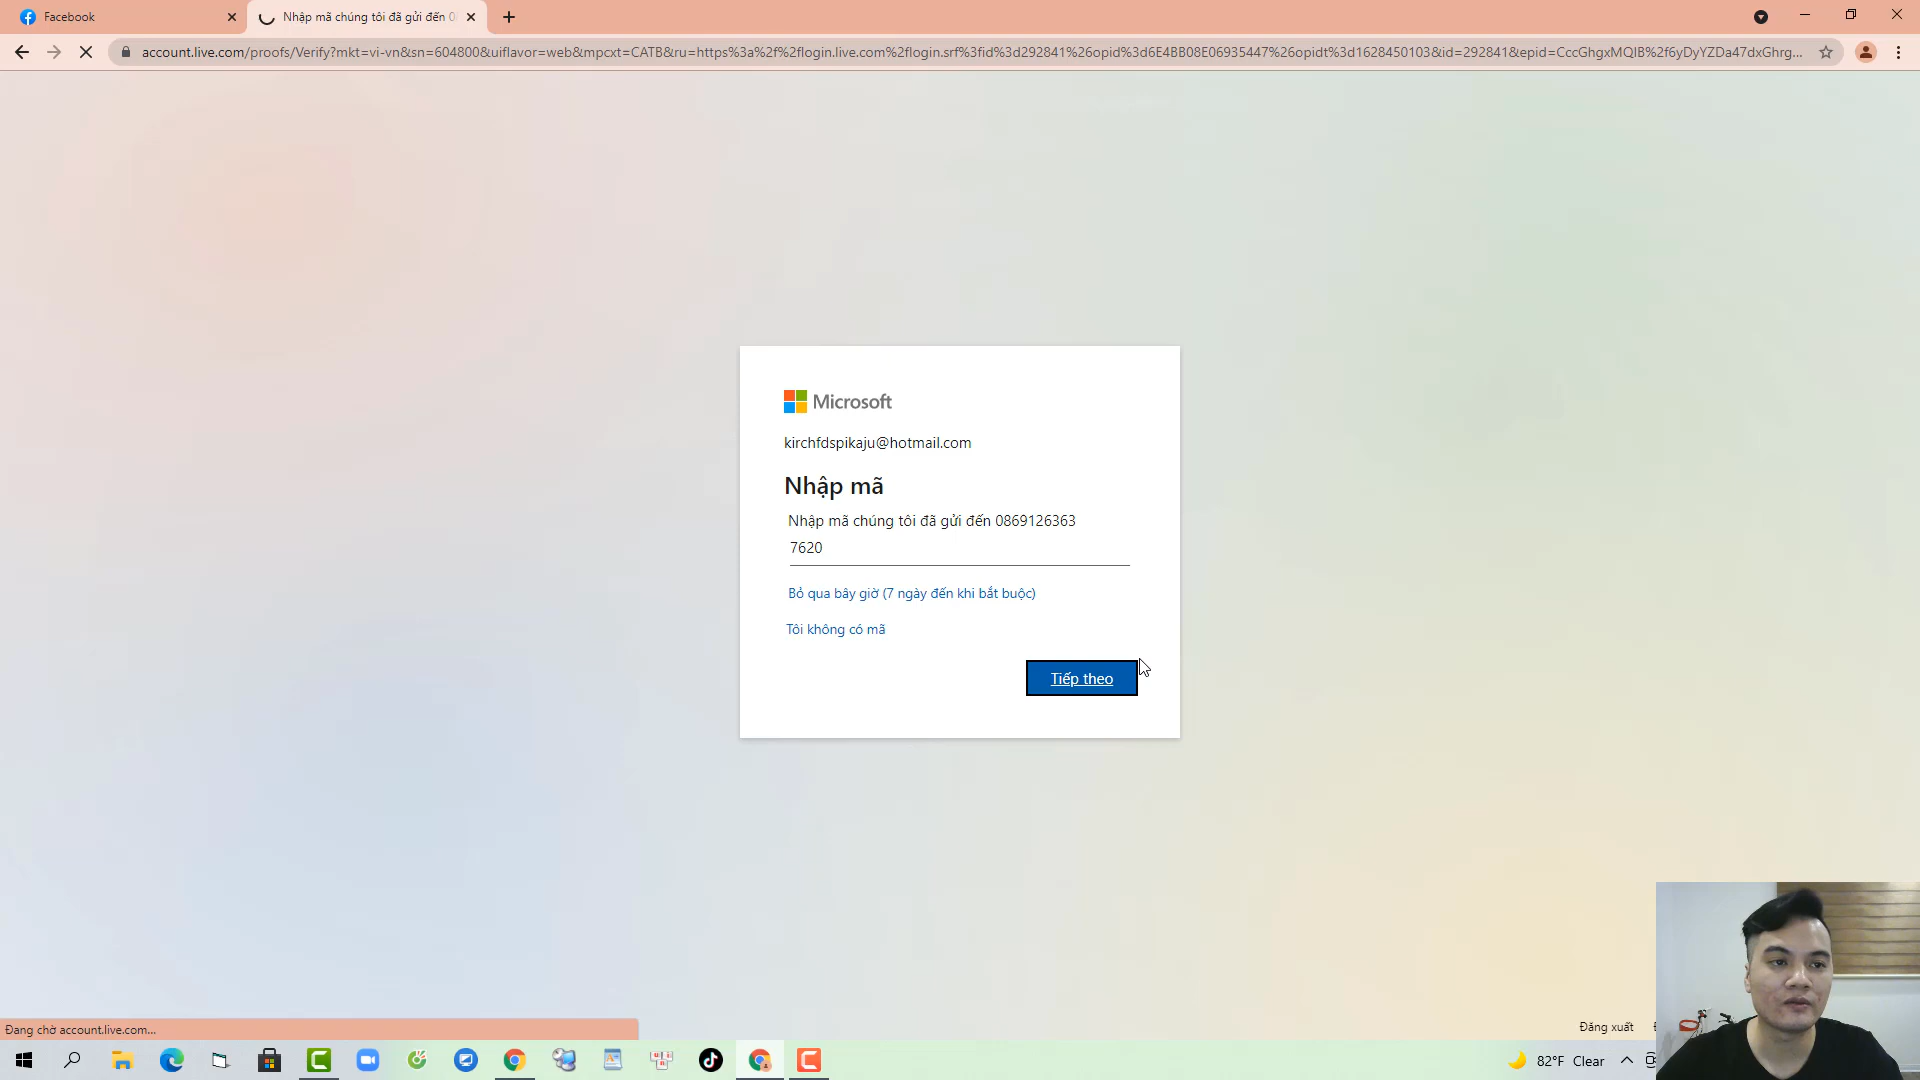 Facebook
Nhập mã chúng tôi đã gửi đến 0
account.live.com/proofs/Verify?mkt=vi-vn&sn=604800&uiflavor=web&mpcxt=CATB&ru=https%3a%2f%2flogin.live.com%2flogin.srf%3fid%3d292841%26opid%3d6E4BB08E06935447%26opidt%3d1628450103&id=292841&epid=CccGhgxMQIB%2f6yDyYZDa47dxGhrg...
Microsoft
kirchfdspikaju@hotmail.com
Nhập mã
Nhập mã chúng tôi đã gửi đến 0869126363
7620
Bỏ qua bây giờ (7 ngày đến khi bắt buộc)
Tôi không có mã
Tiếp theo
Đang chờ account.live.com...
Đăng xuất
82°F Clear